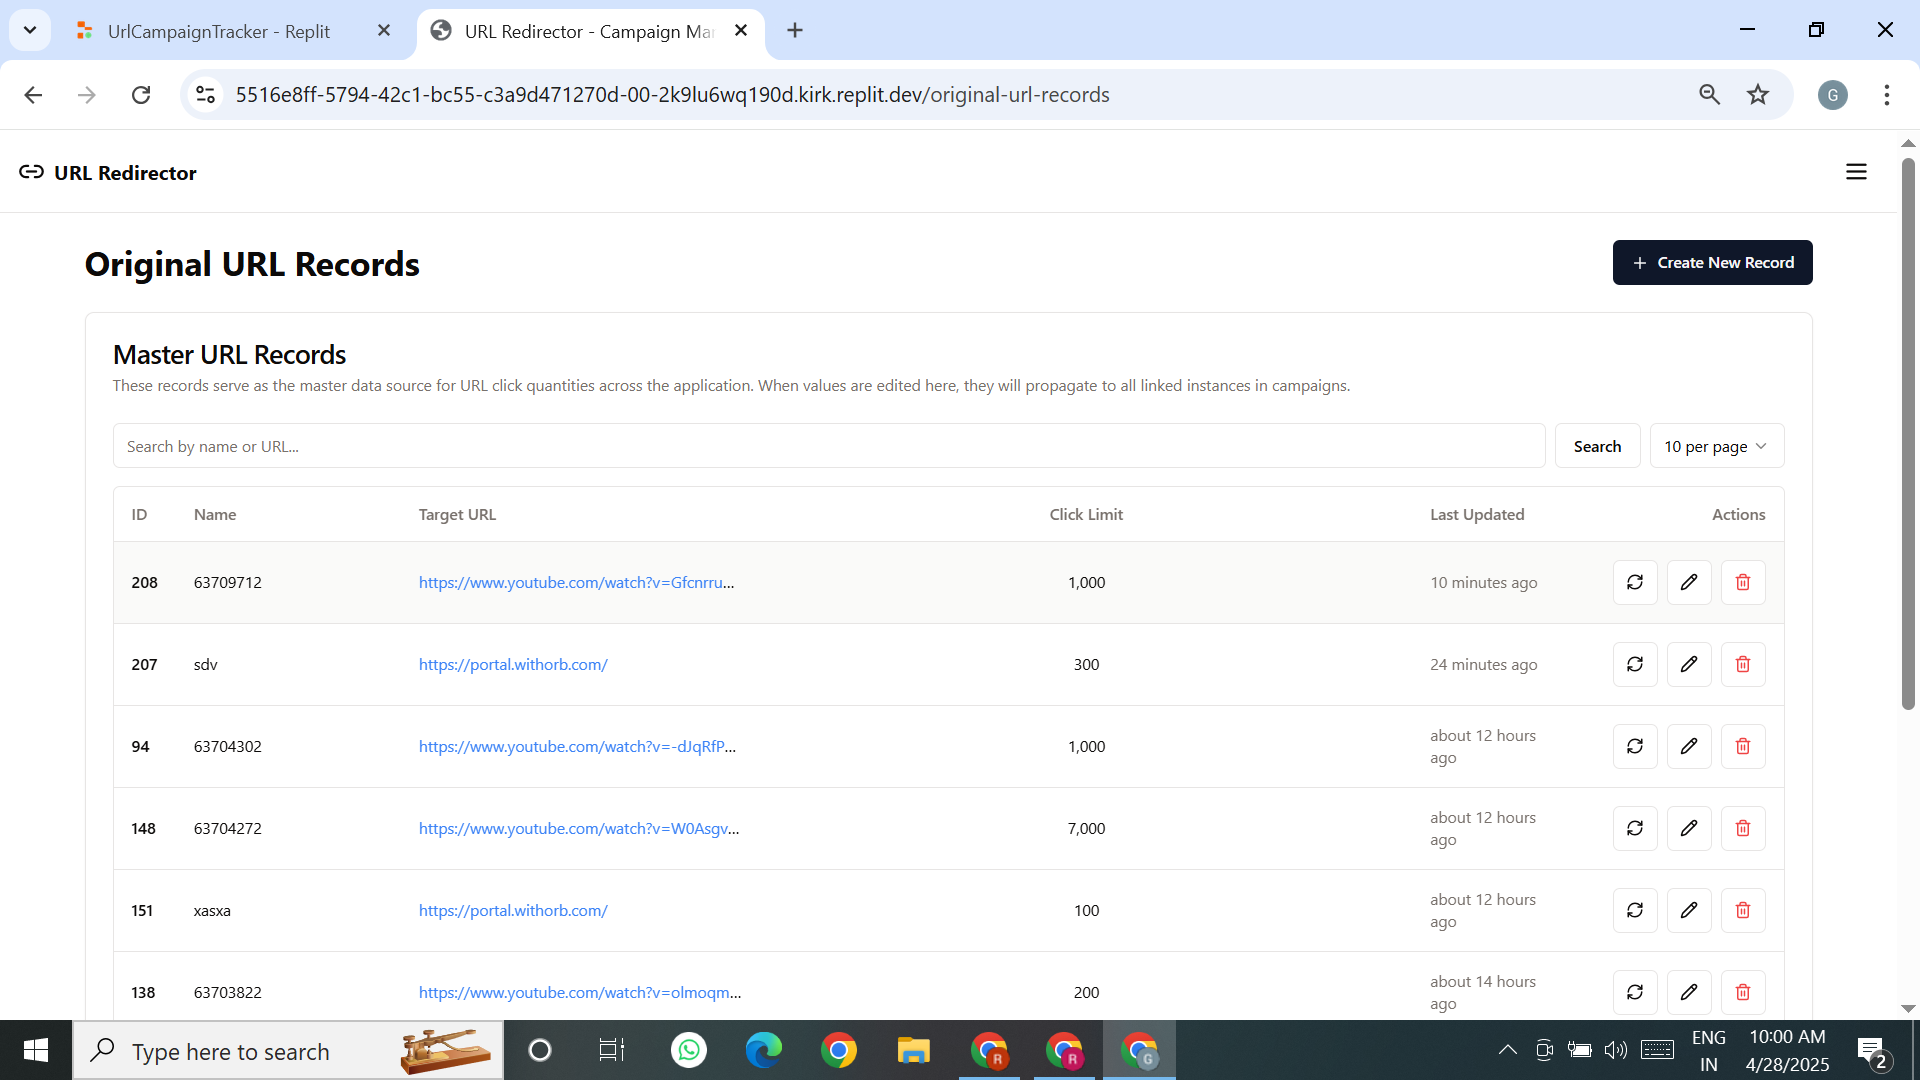 UrlCampaignTracker - Replit
URL Redirector - Campaign Ma
5516e8ff-5794-42c1-bc55-c3a9d471270d-00-2k9lu6wq190d.kirk.replit.dev/original-url-records
G
URL Redirector
Original URL Records
+ Create New Record
Master URL Records
These records serve as the master data source for URL click quantities across the application. When values are edited here, they will propagate to all linked instances in campaigns.
Search by name or URL...
Search
10 per page
ID Name Target URL Click Limit Last Updated Actions
208 63709712 https://www.youtube.com/watch?v=Gfcnrru... 1,000 10 minutes ago
207 sdv https://portal.withorb.com/ 300 24 minutes ago
94 63704302 https://www.youtube.com/watch?v=-dJqRfP... 1,000 about 12 hours
ago
148 63704272 https://www.youtube.com/watch?v=W0Asgv... 7,000 about 12 hours
ago
151 xasxa https://portal.withorb.com/ 100 about 12 hours
ago
138 63703822 https://www.youtube.com/watch?v=olmoqm... 200 about 14 hours
ago
Type here to search
R
R
G
ENG
IN
10:00 AM
4/28/2025
2